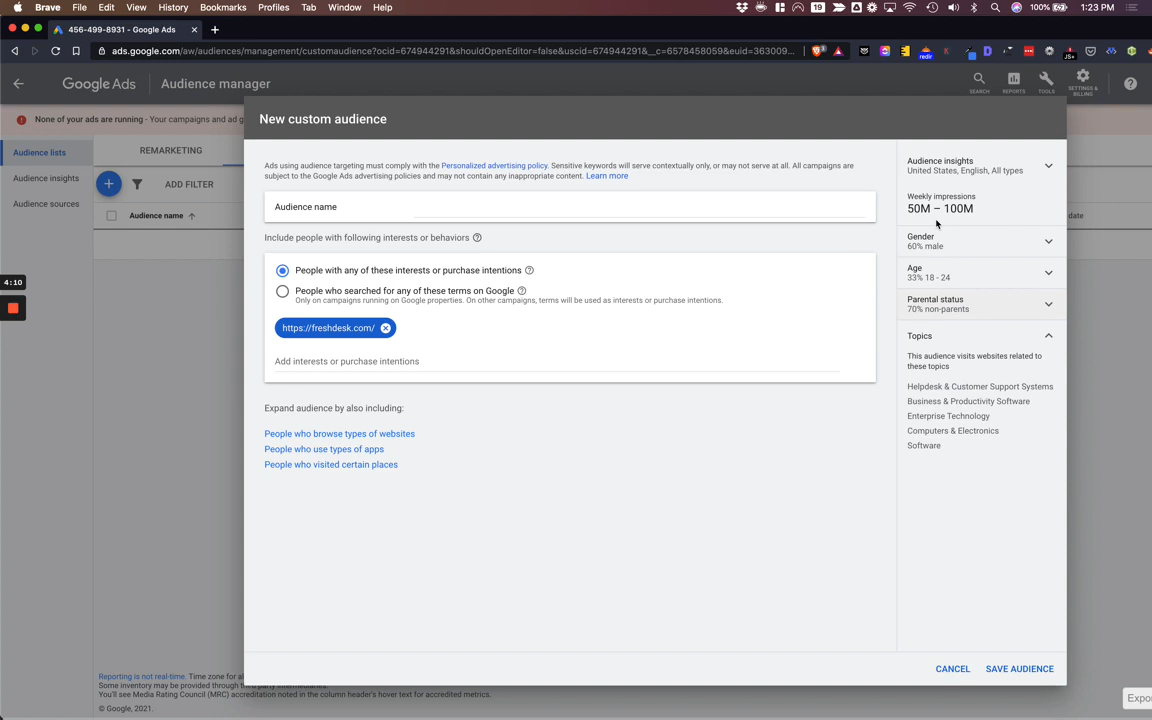 Brave File Edit View History Bookmarks Profiles Tab Window Help 19 100% 1:23 PM
456-499-8931 - Google Ads
ads.google.com/aw/audiences/management/customaudience?ocid=674944291&shouldOpenEditor=false&uscid=674944291&__c=6578458059&euid=363009...
Google Ads Audience manager
SEARCH REPORTS TOOLS SETTINGS & BILLING
None of your ads are running - Your campaigns and ad g
New custom audience
Audience lists
Audience insights
Audience sources
REMARKETING
ADD FILTER
Audience name
date
Ads using audience targeting must comply with the Personalized advertising policy. Sensitive keywords will serve contextually only, or may not serve at all. All campaigns are
subject to the Google Ads advertising policies and may not contain any inappropriate content. Learn more
Audience name
Include people with following interests or behaviors
People with any of these interests or purchase intentions
People who searched for any of these terms on Google
Only on campaigns running on Google properties. On other campaigns, terms will be used as interests or purchase intentions.
https://freshdesk.com/
Add interests or purchase intentions
Expand audience by also including:
People who browse types of websites
People who use types of apps
People who visited certain places
Audience insights
United States, English, All types
Weekly impressions
50M – 100M
Gender
60% male
Age
33% 18 - 24
Parental status
70% non-parents
Topics
This audience visits websites related to
these topics
Helpdesk & Customer Support Systems
Business & Productivity Software
Enterprise Technology
Computers & Electronics
Software
CANCEL SAVE AUDIENCE
4:10
Reporting is not real-time. Time zone for al
Some inventory may be provided through third party intermediaries.
You'll see Media Rating Council (MRC) accreditation noted in the column header's hover text for accredited metrics.
© Google, 2021.
Expo